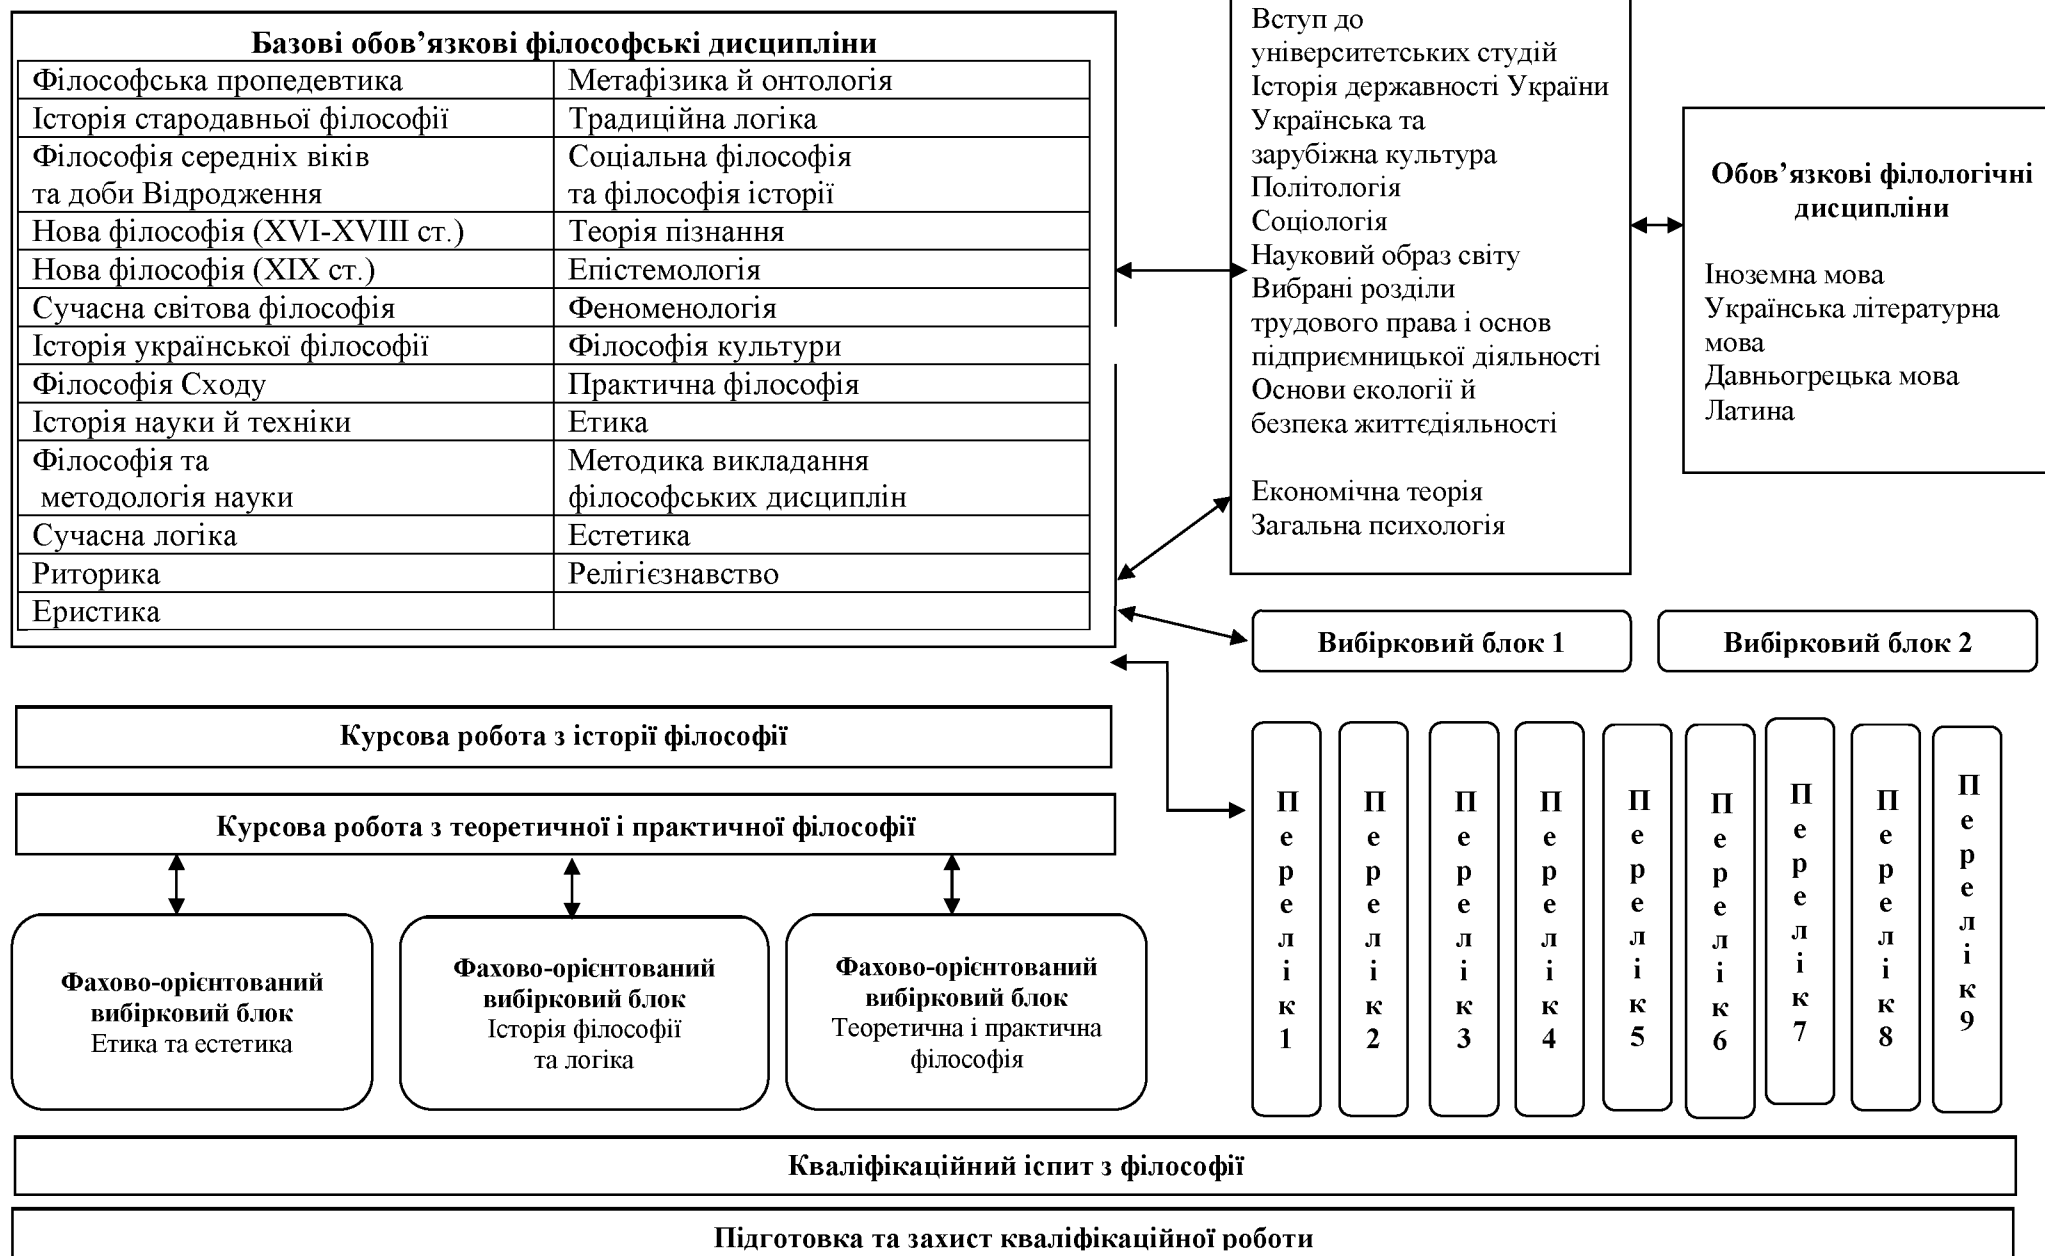 Базові обов’язкові філософські дисципліни
Філософська пропедевтика
Метафізика й онтологія
Історія стародавньої філософії
Традиційна логіка
Філософія середніх віків
та доби Відродження
Соціальна філософія
та філософія історії
Нова філософія (XVI-XVIII ст.)
Теорія пізнання
Нова філософія (XIX ст.)
Епістемологія
Сучасна світова філософія
Феноменологія
Історія української філософії
Філософія культури
Філософія Сходу
Практична філософія
Історія науки й техніки
Етика
Філософія та
методологія науки
Методика викладання
філософських дисциплін
Сучасна логіка
Естетика
Риторика
Релігієзнавство
Еристика
Вступ до
університетських студій
Історія державності України
Українська та
зарубіжна культура
Політологія
Соціологія
Науковий образ світу
Вибрані розділи
трудового права і основ
підприємницької діяльності
Основи екології й
безпека життєдіяльності
Економічна теорія
Загальна психологія
Обов’язкові філологічні
дисципліни
Іноземна мова
Українська літературна
мова
Давньогрецька мова
Латина
Вибірковий блок 1
Вибірковий блок 2
Курсова робота з історії філософії
Курсова робота з теоретичної і практичної філософії
Фахово-орієнтований
вибірковий блок
Етика та естетика
Фахово-орієнтований
вибірковий блок
Історія філософії
та логіка
Фахово-орієнтований
вибірковий блок
Теоретична і практична
філософія
Перелік 1
Перелік 2
Перелік 3
Перелік 4
Перелік 5
Перелік 6
Перелік 7
Перелік 8
Перелік 9
Кваліфікаційний іспит з філософії
Підготовка та захист кваліфікаційної роботи